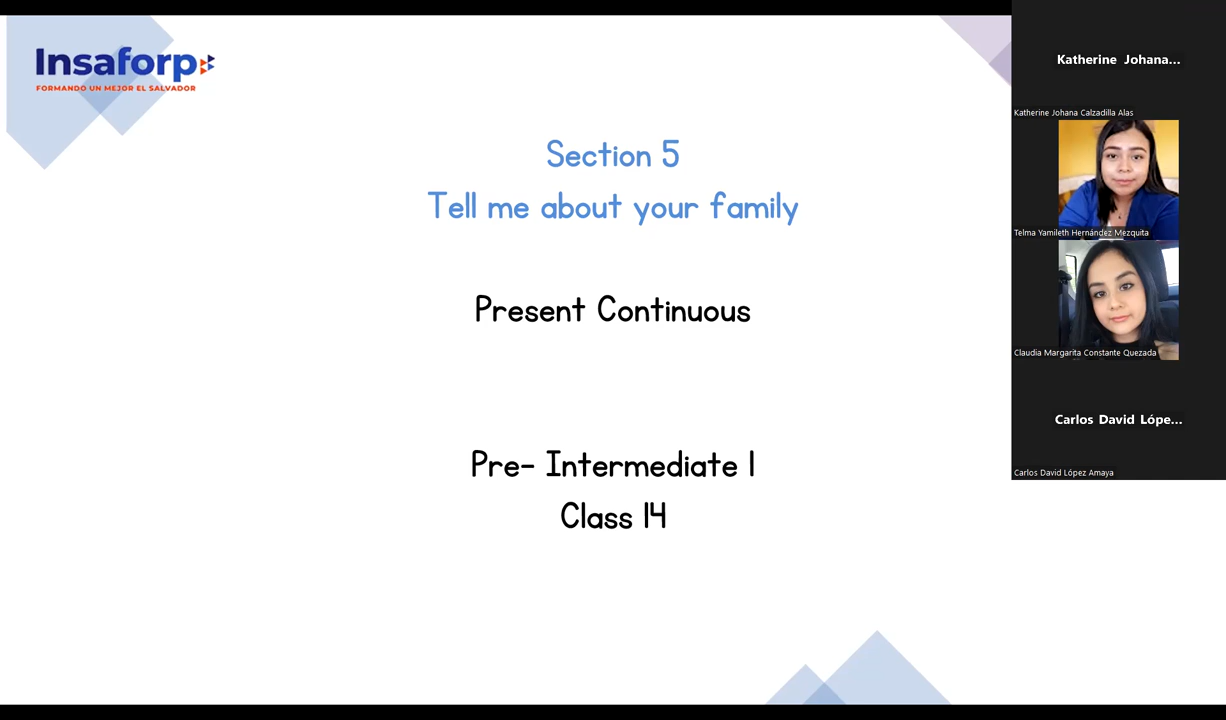 Insaforp
FORMANDO UN MEJOR EL SALVADOR
Section 5
Tell me about your family
Present Continuous
Pre- Intermediate 1
Class 14
Katherine Johana...
Katherine Johana Calzadilla Alas
Telma Yamileth Hernández Mezquita
Claudia Margarita Constante Quezada
Carlos David Lópe...
Carlos David López Amaya